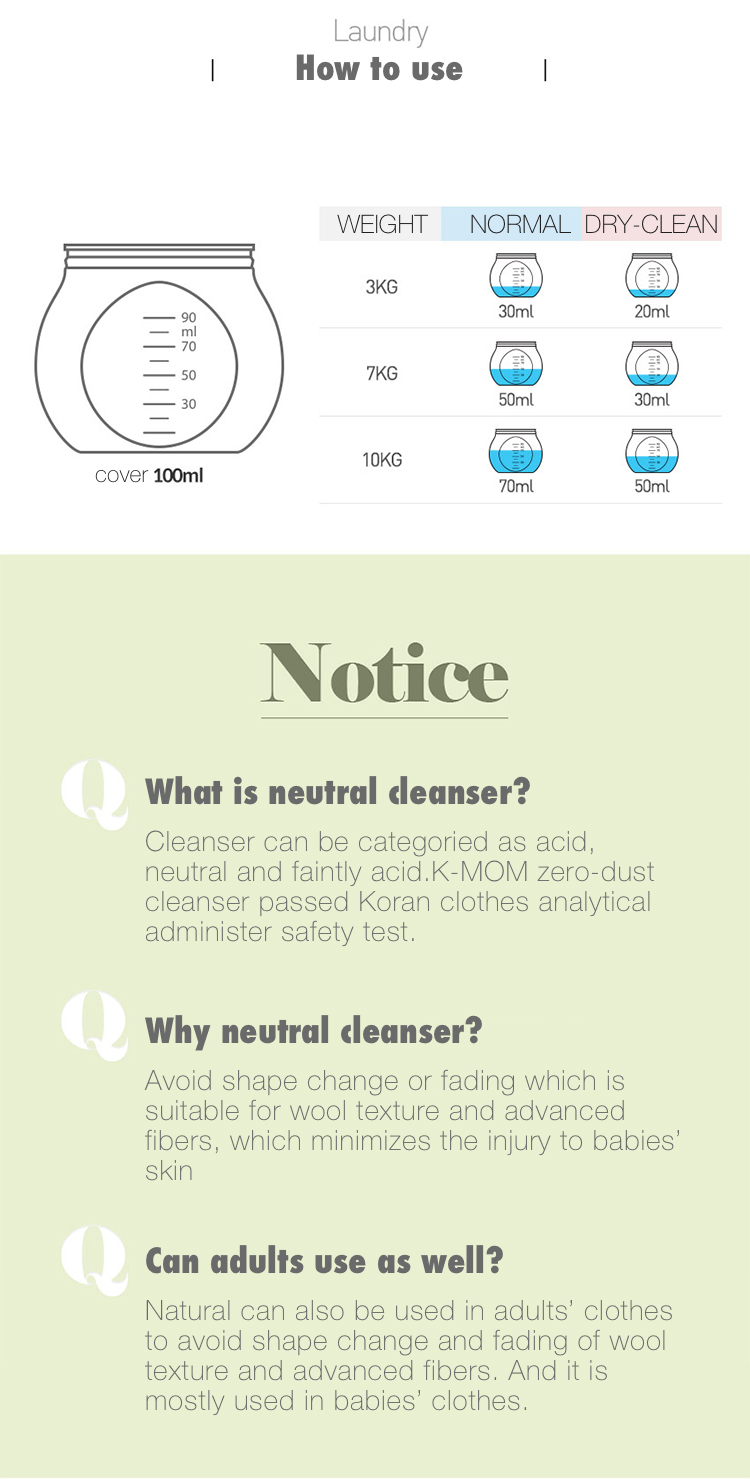 Laundry
How to use
WEIGHT NORMAL DRY-CLEAN
3KG
30ml 20ml
7KG
50ml 30ml
10KG
70ml 50ml
90
ml
70
50
30
cover 100ml
Notice
Q
What is neutral cleanser?
Cleanser can be categoried as acid,
neutral and faintly acid.K-MOM zero-dust
cleanser passed Koran clothes analytical
administer safety test.
Q
Why neutral cleanser?
Avoid shape change or fading which is
suitable for wool texture and advanced
fibers, which minimizes the injury to babies’
skin
Q
Can adults use as well?
Natural can also be used in adults’ clothes
to avoid shape change and fading of wool
texture and advanced fibers. And it is
mostly used in babies’ clothes.